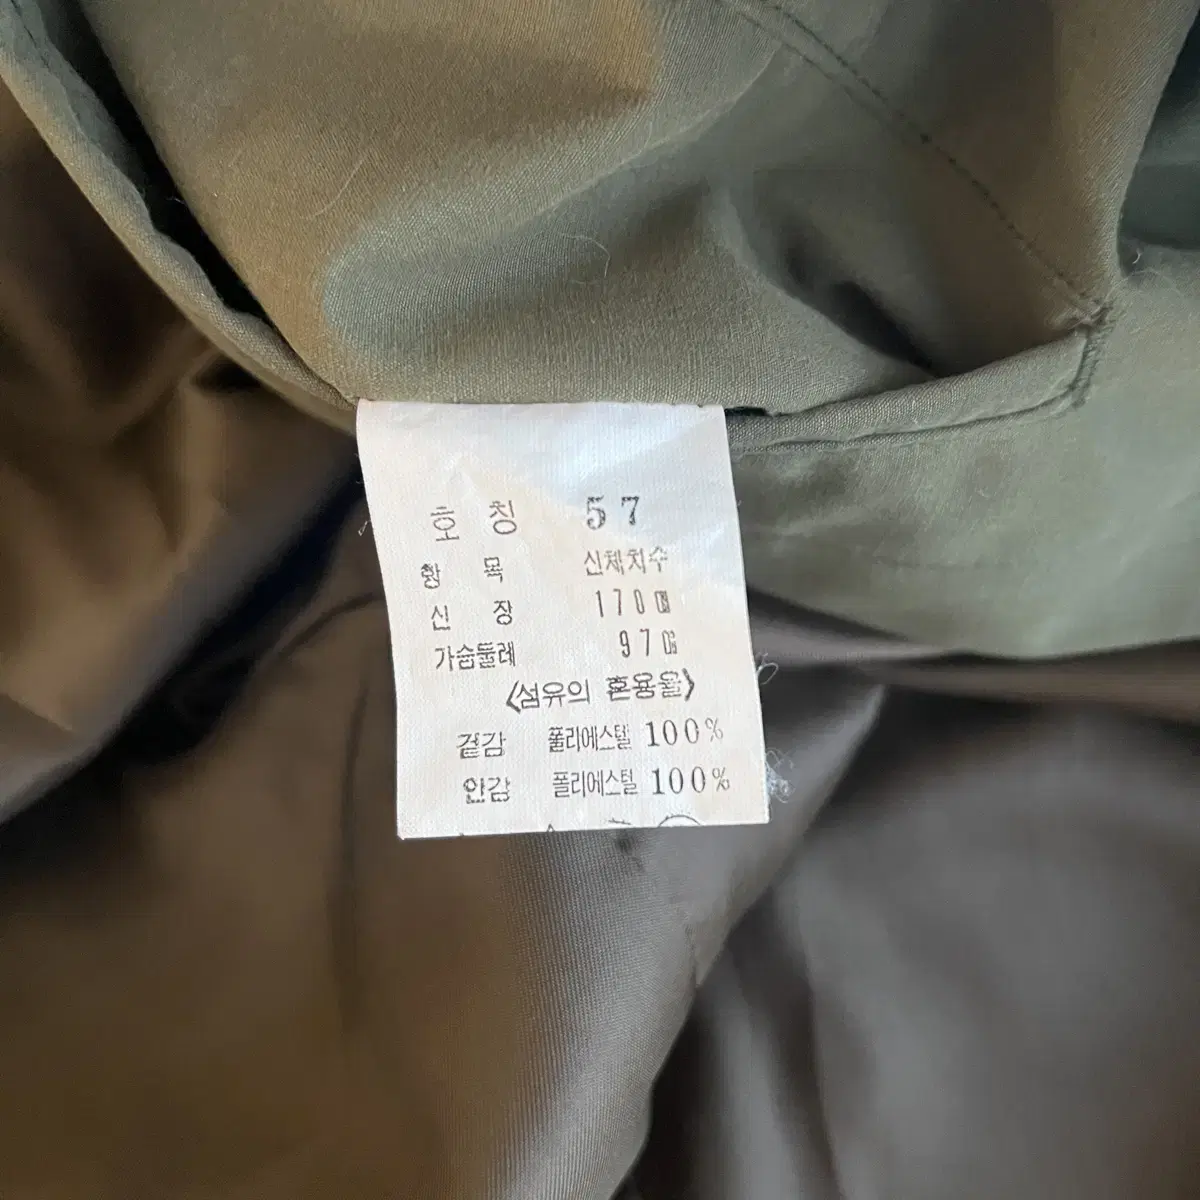 호 칭 57
항 목 신체치수
신 장 170㎝
가슴둘레 97㎝
<섬유의 혼용율>
겉감 폴리에스텔 100%
안감 폴리에스텔 100%